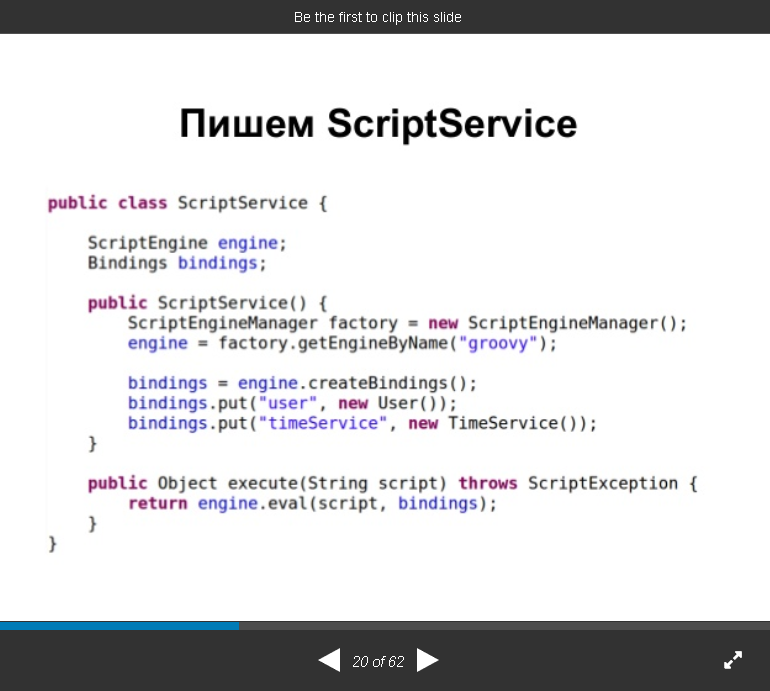 Be the first to clip this slide
Пишем ScriptService
public class ScriptService {
ScriptEngine engine;
Bindings bindings;
public ScriptService() {
ScriptEngineManager factory = new ScriptEngineManager();
engine = factory.getEngineByName("groovy");
bindings = engine.createBindings();
bindings.put("user", new User());
bindings.put("timeService", new TimeService());
}
public Object execute(String script) throws ScriptException {
return engine.eval(script, bindings);
}
}
20 of 62